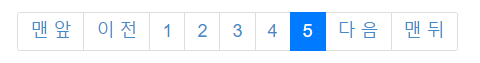 맨 앞 이 전 1 2 3 4 5 다 음 맨 뒤